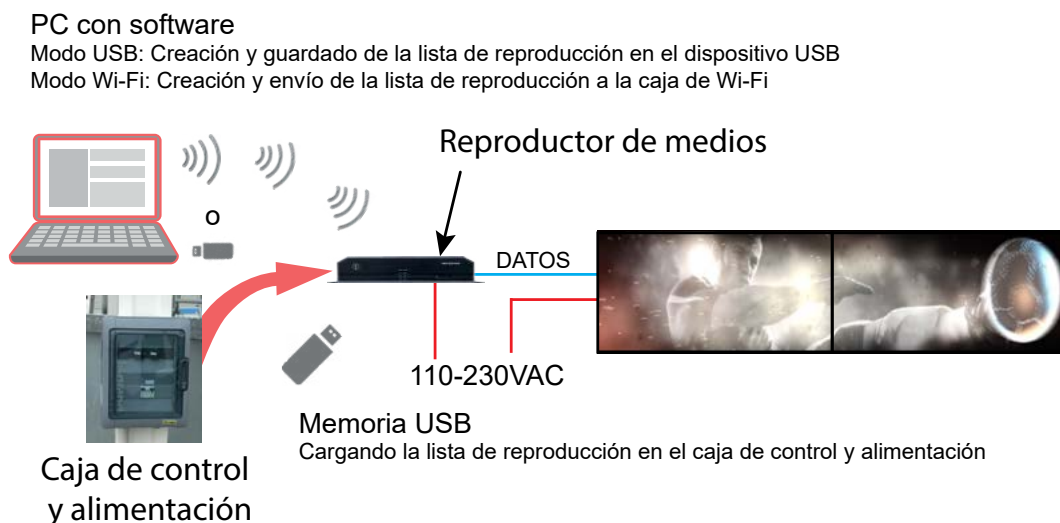 PC con software
Modo USB: Creación y guardado de la lista de reproducción en el dispositivo USB
Modo Wi-Fi: Creación y envío de la lista de reproducción a la caja de Wi-Fi
Reproductor de medios
o
DATOS
110-230VAC
Memoria USB
Cargando la lista de reproducción en el caja de control y alimentación
Caja de control
y alimentación